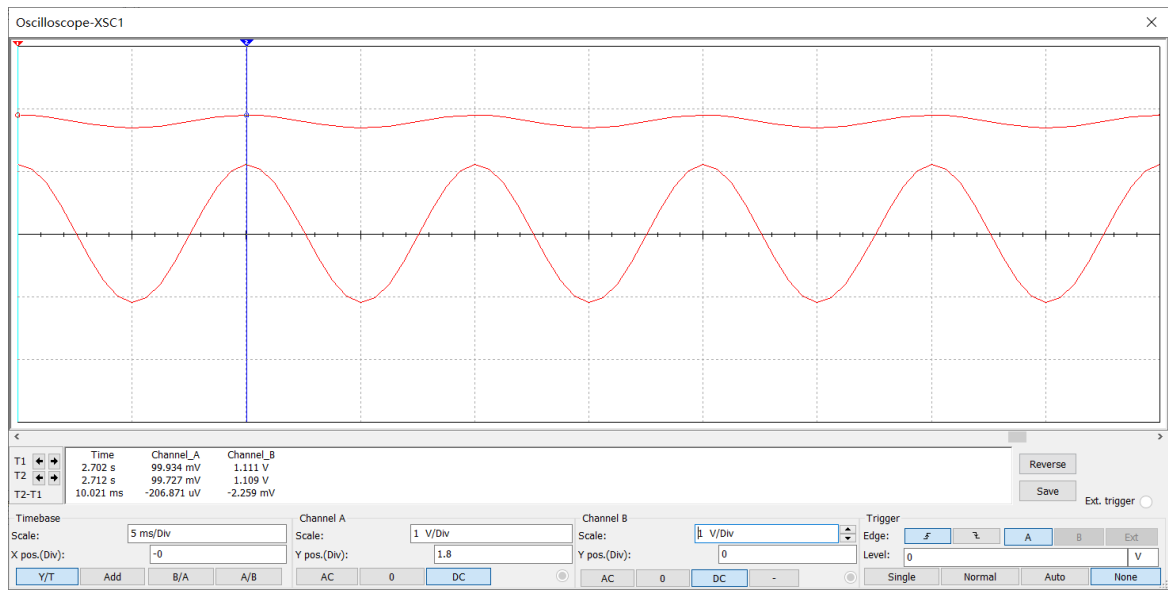 Oscilloscope-XSC1
Time Channel_A Channel_B
T1 2.702 s 99.934 mV 1.111 V
T2 2.712 s 99.727 mV 1.109 V
T2-T1 10.021 ms -206.871 uV -2.259 mV
Reverse
Save
Ext. trigger
Timebase
Scale: 5 ms/Div
X pos.(Div): -0
Y/T Add B/A A/B
Channel A
Scale: 1 V/Div
Y pos.(Div): 1.8
AC 0 DC
Channel B
Scale: 1 V/Div
Y pos.(Div): 0
AC 0 DC -
Trigger
Edge: A B Ext
Level: 0 V
Single Normal Auto None